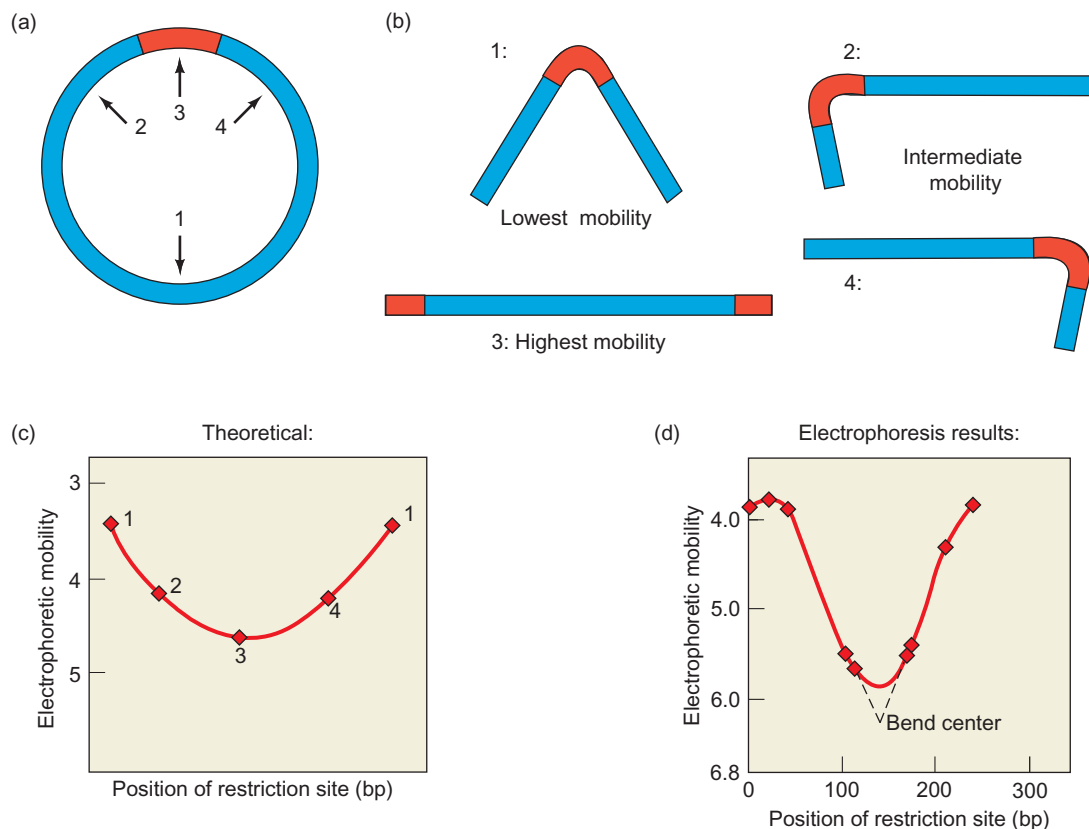 (a)
3
2
4
1
(b)
1:
Lowest mobility
2:
Intermediate
mobility
3: Highest mobility
4:
(c)
Theoretical:
Electrophoretic mobility
3
4
5
1
2
3
4
1
Position of restriction site (bp)
(d)
Electrophoresis results:
Electrophoretic mobility
4.0
5.0
6.0
6.8
Bend center
0
100
200
300
Position of restriction site (bp)